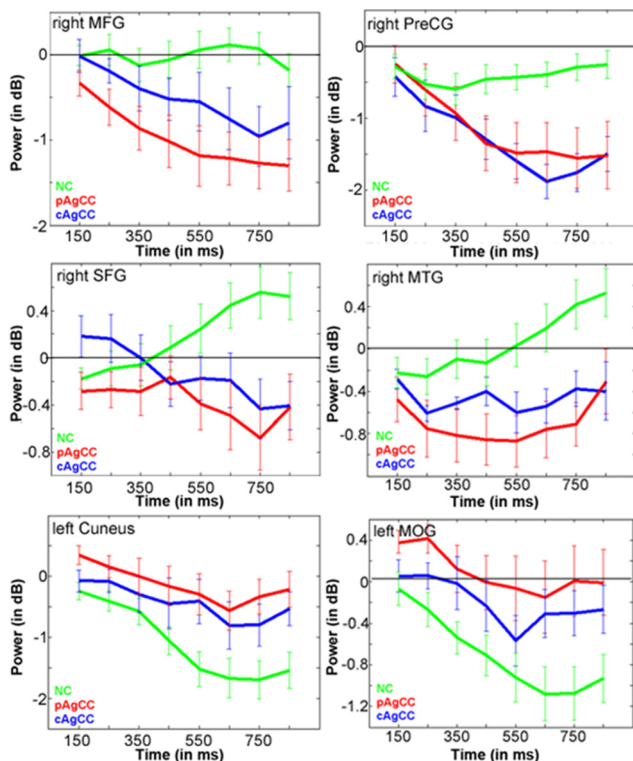 right MFG
0
-1
-2
Power (in dB)
NC
pAgCC
cAgCC
150 350 550 750
Time (in ms)
right PreCG
0
-1
-2
Power (in dB)
NC
pAgCC
cAgCC
150 350 550 750
Time (in ms)
right SFG
0.4
0
-0.4
-0.8
Power (in dB)
NC
pAgCC
cAgCC
150 350 550 750
Time (in ms)
right MTG
0.4
0
-0.4
-0.8
Power (in dB)
NC
pAgCC
cAgCC
150 350 550 750
Time (in ms)
left Cuneus
0
-1
-2
Power (in dB)
NC
pAgCC
cAgCC
150 350 550 750
Time (in ms)
left MOG
0.4
0
-0.4
-0.8
-1.2
Power (in dB)
NC
pAgCC
cAgCC
150 350 550 750
Time (in ms)